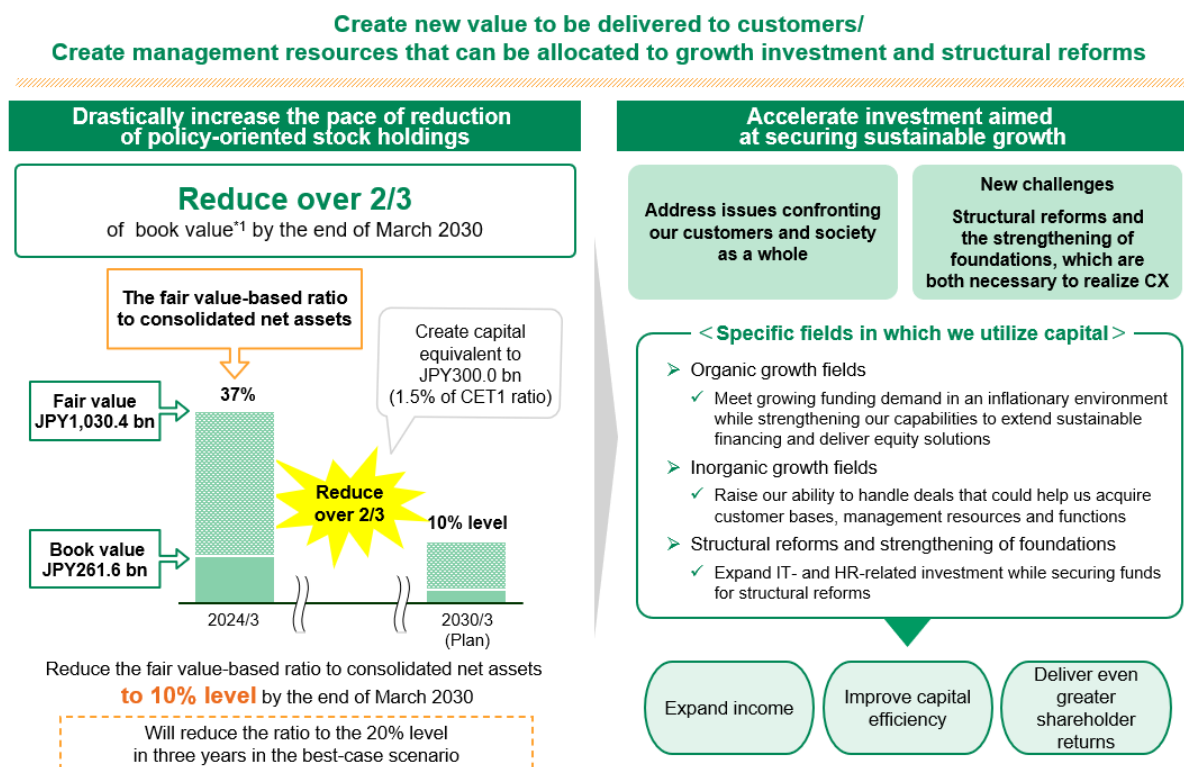 Create new value to be delivered to customers/
Create management resources that can be allocated to growth investment and structural reforms
Drastically increase the pace of reduction
of policy-oriented stock holdings
Reduce over 2/3
of book value*1 by the end of March 2030
The fair value-based ratio
to consolidated net assets
Create capital
equivalent to
JPY300.0 bn
(1.5% of CET1 ratio)
37%
Fair value
JPY1,030.4 bn
Reduce
over 2/3
10% level
Book value
JPY261.6 bn
2024/3
2030/3
(Plan)
Reduce the fair value-based ratio to consolidated net assets
to 10% level by the end of March 2030
Will reduce the ratio to the 20% level
in three years in the best-case scenario
Accelerate investment aimed
at securing sustainable growth
Address issues confronting
our customers and society
as a whole
New challenges
Structural reforms and
the strengthening of
foundations, which are
both necessary to realize CX
<Specific fields in which we utilize capital>
➢ Organic growth fields
✓ Meet growing funding demand in an inflationary environment
while strengthening our capabilities to extend sustainable
financing and deliver equity solutions
➢ Inorganic growth fields
✓ Raise our ability to handle deals that could help us acquire
customer bases, management resources and functions
➢ Structural reforms and strengthening of foundations
✓ Expand IT- and HR-related investment while securing funds
for structural reforms
Expand income
Improve capital
efficiency
Deliver even
greater
shareholder
returns